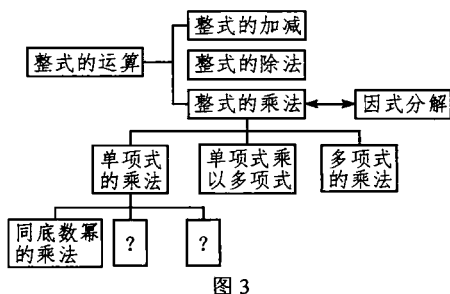 整式的加减
整式的运算
整式的除法
整式的乘法
因式分解
单项式
的乘法
单项式乘
以多项式
多项式
的乘法
同底数幂
的乘法
?
?
图3